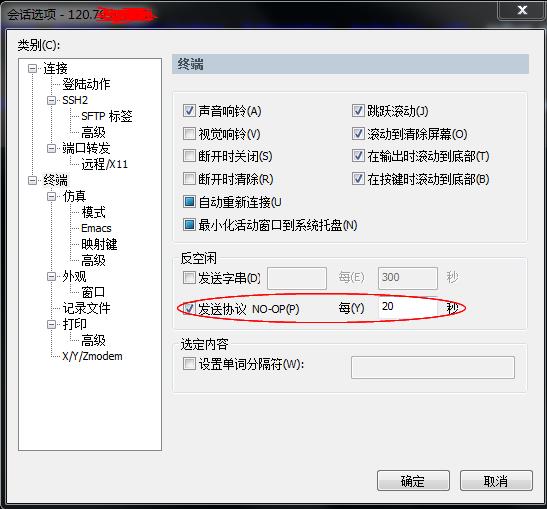 会话选项 - 120.79
类别(C):
连接
登陆动作
SSH2
SFTP 标签
高级
端口转发
远程/X11
终端
仿真
模式
Emacs
映射键
高级
外观
窗口
记录文件
打印
高级
X/Y/Zmodem
终端
声音响铃(A)
跳跃滚动(J)
视觉响铃(V)
滚动到清除屏幕(O)
断开时关闭(S)
在输出时滚动到底部(T)
断开时清除(R)
在按键时滚动到底部(B)
自动重新连接(U
最小化活动窗口到系统托盘(N)
反空闲
发送字串(D) 每(E) 300 秒
发送协议 NO-OP(P) 每(Y) 20 秒
选定内容
设置单词分隔符(W):
确定 取消